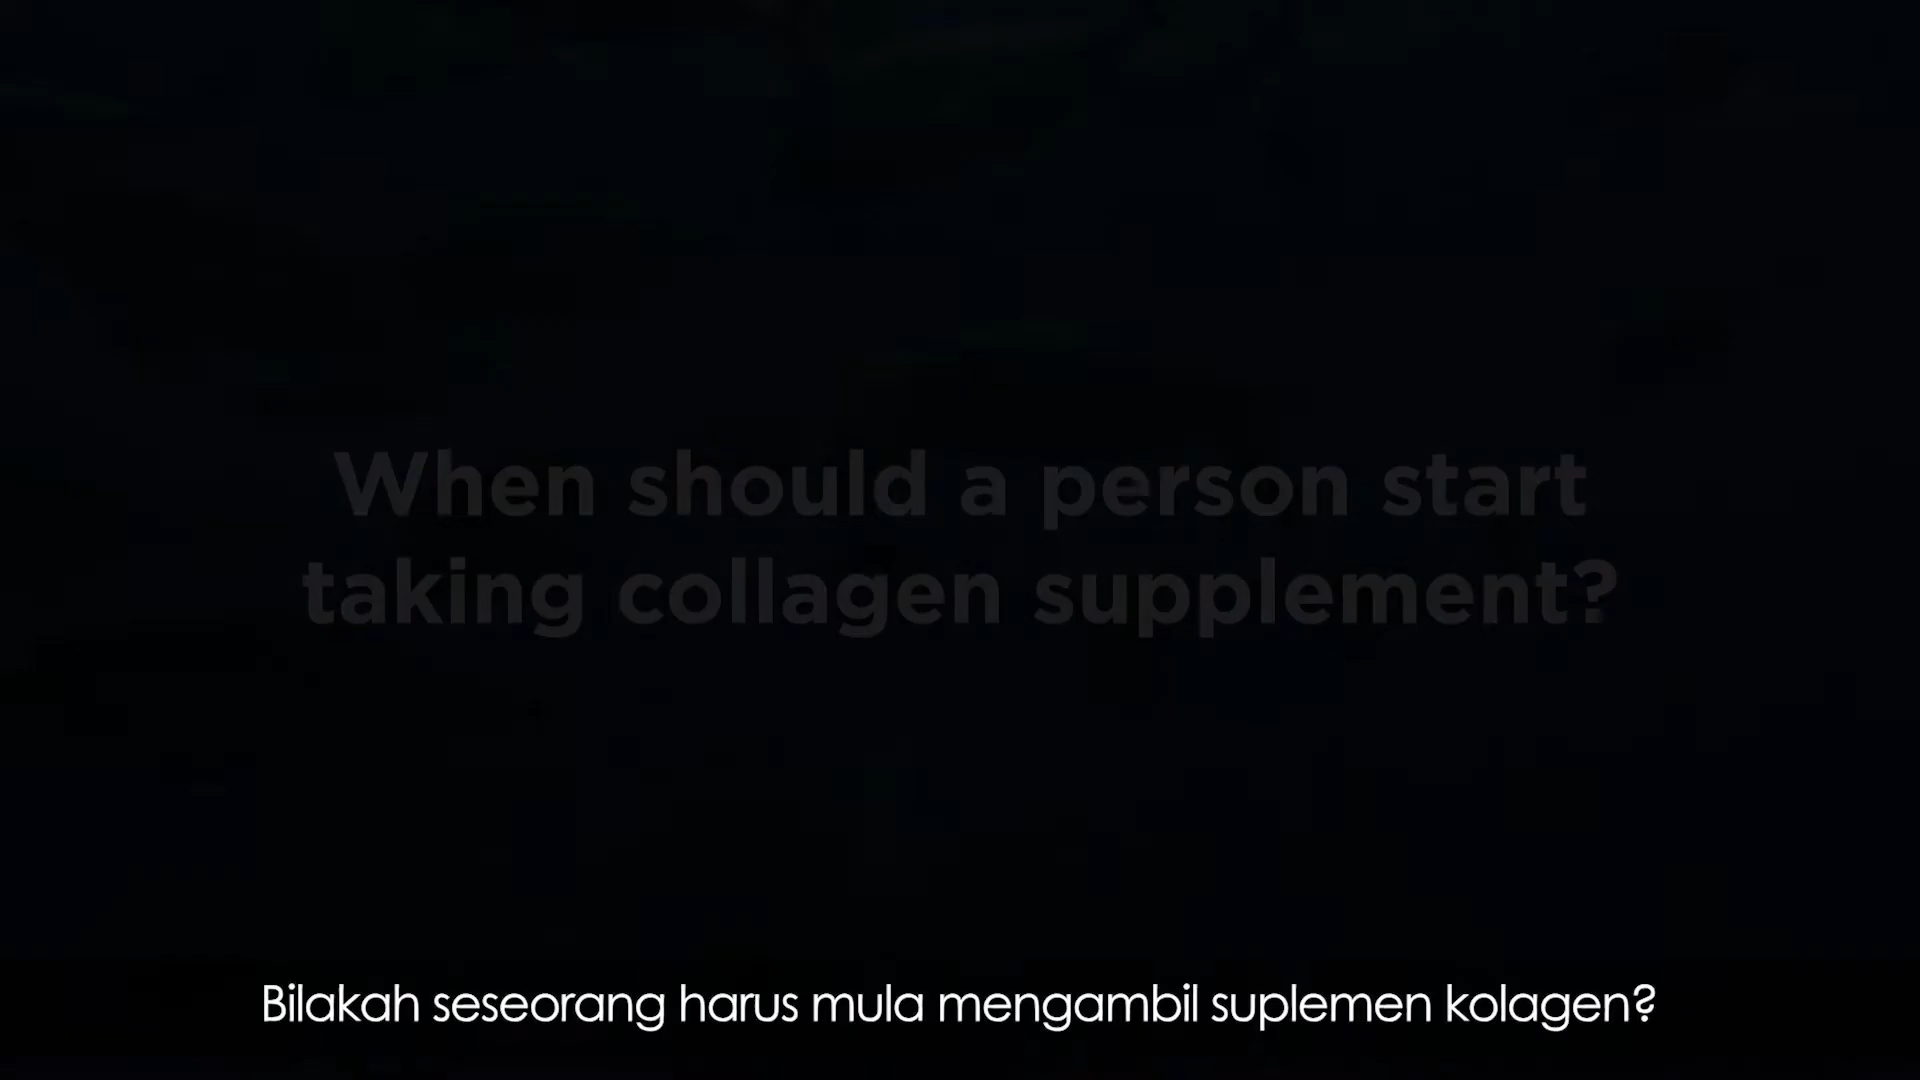 When should a person start
taking collagen supplement?
Bilakah seseorang harus mula mengambil suplemen kolagen?